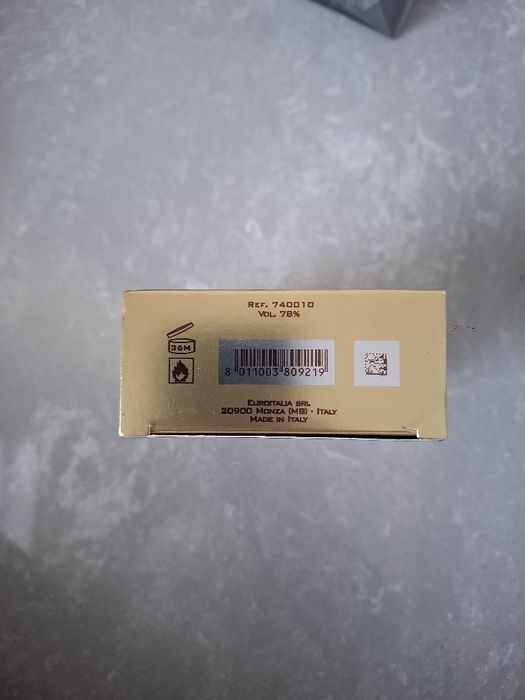 REF. 740010
VOL. 78%
36M
8 011003 809219
EUROITALIA SRL
20900 MONZA (MB) · ITALY
MADE IN ITALY